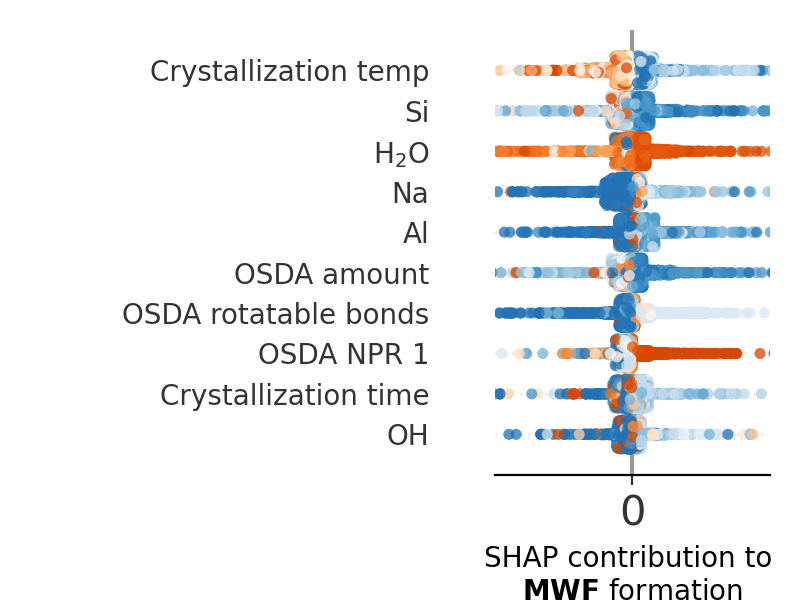 Crystallization temp
Si
H₂O
Na
Al
OSDA amount
OSDA rotatable bonds
OSDA NPR 1
Crystallization time
OH
0
SHAP contribution to
MWF formation